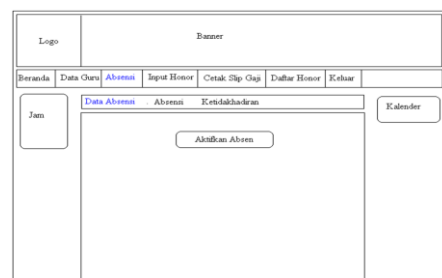 Logo Banner
Beranda Data Guru Absensi Input Honor Cetak Slip Gaji Daftar Honor Keluar
Data Absensi . Absensi Ketidakhadiran
Jam
Kalender
Aktifkan Absen